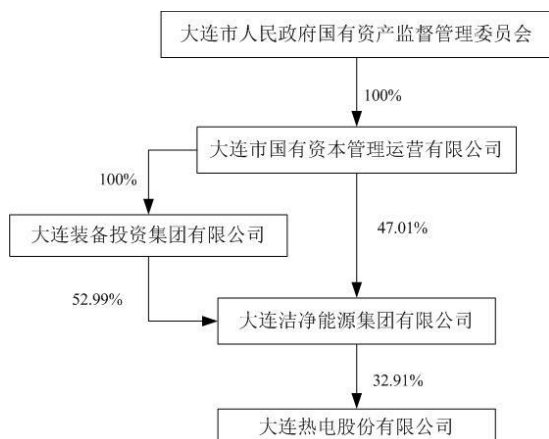 大连市人民政府国有资产监督管理委员会
100%
大连市国有资本管理运营有限公司
100%
大连装备投资集团有限公司
47.01%
52.99%
大连洁净能源集团有限公司
32.91%
大连热电股份有限公司